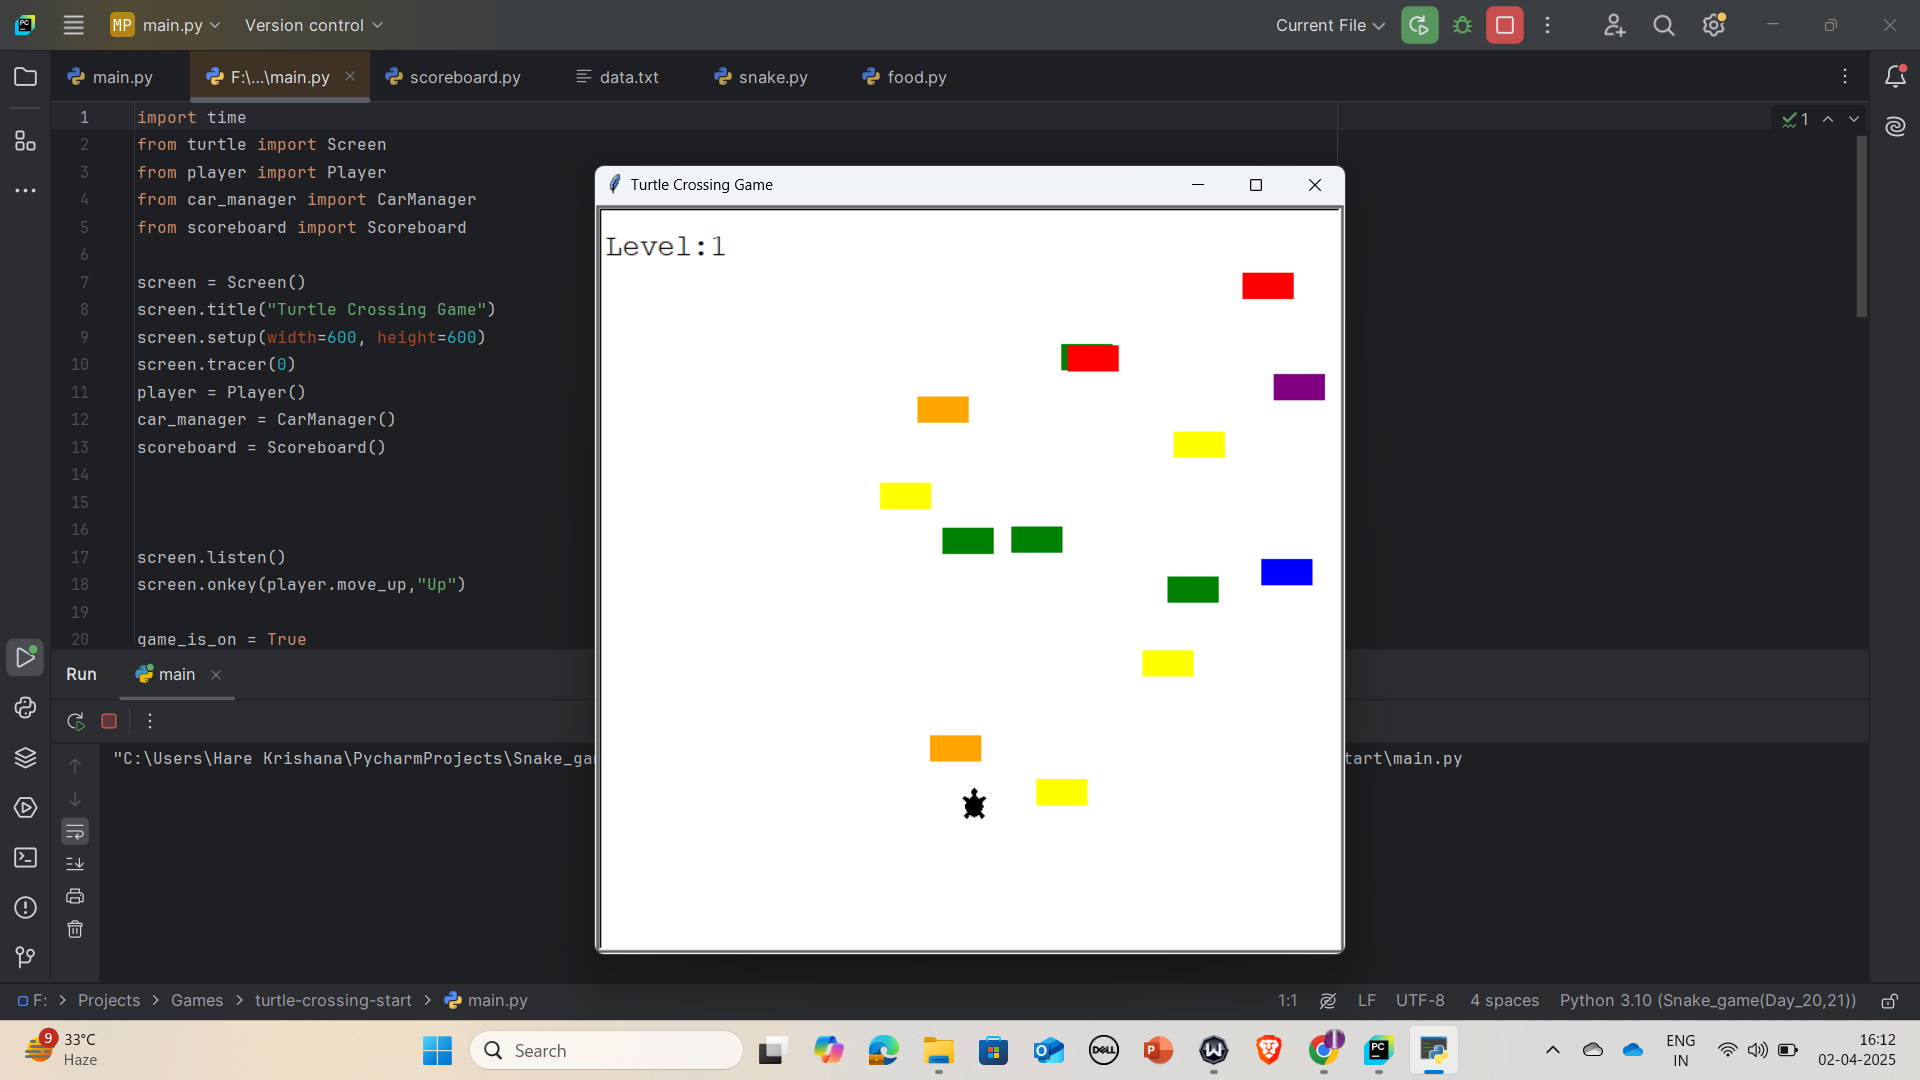 MP main.py Version control Current File
main.py F:\...\main.py scoreboard.py data.txt snake.py food.py
1 import time
2 from turtle import Screen
3 from player import Player
4 from car_manager import CarManager
5 from scoreboard import Scoreboard
6
7 screen = Screen()
8 screen.title("Turtle Crossing Game")
9 screen.setup(width=600, height=600)
10 screen.tracer(0)
11 player = Player()
12 car_manager = CarManager()
13 scoreboard = Scoreboard()
14
15
16
17 screen.listen()
18 screen.onkey(player.move_up,"Up")
19
20 game_is_on = True
1
Turtle Crossing Game
Level:1
Run main
"C:\Users\Hare Krishana\PycharmProjects\Snake_ga
tart\main.py
F: > Projects > Games > turtle-crossing-start > main.py 1:1 LF UTF-8 4 spaces Python 3.10 (Snake_game(Day_20,21))
9 33°C
Haze
Search
DELL
ENG
IN
16:12
02-04-2025